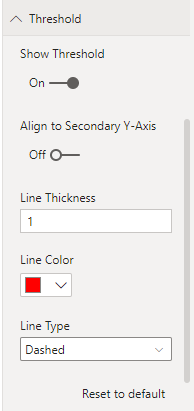 Threshold
Show Threshold
On
Align to Secondary Y-Axis
Off
Line Thickness
1
Line Color
Line Type
Dashed
Reset to default